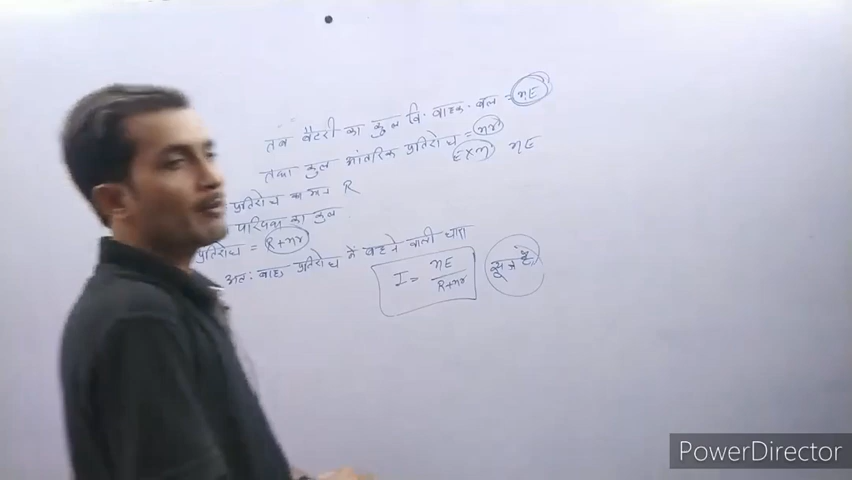 तब बैटरी का कुल वि. वाहक. बल = nE
तथा कुल आंतरिक प्रतिरोध = nr
E×n nE
प्रतिरोध का मान R
परिपथ का कुल
प्रतिरोध = R+nr
अतः बाह्य प्रतिरोध में बहने वाली धारा
I = nE / R+nr
सूत्र है
PowerDirector